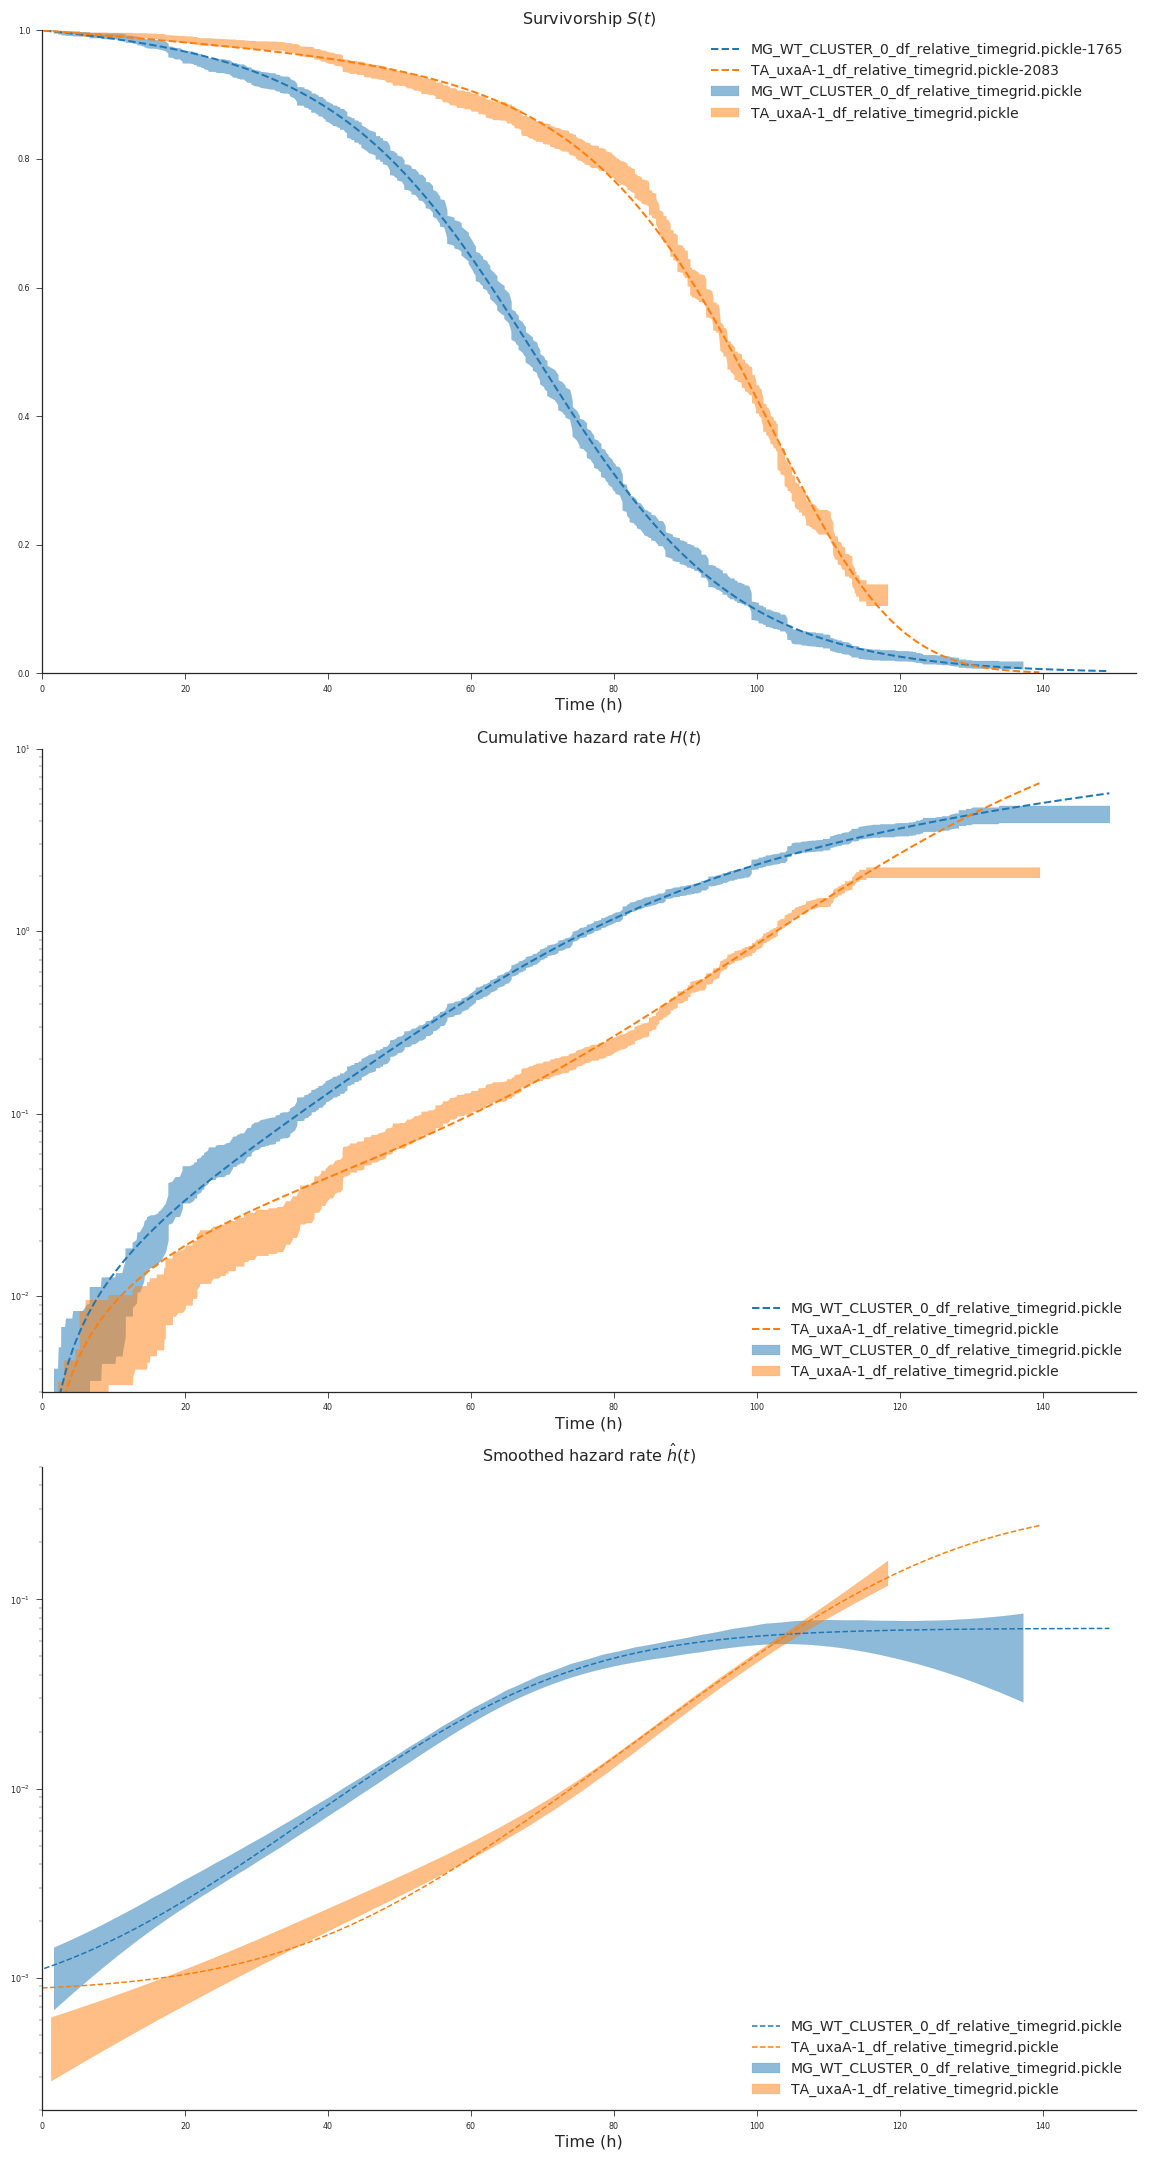 Survivorship S(t)
1.0
0.8
0.6
0.4
0.2
0.0
MG_WT_CLUSTER_0_df_relative_timegrid.pickle-1765
TA_uxaA-1_df_relative_timegrid.pickle-2083
MG_WT_CLUSTER_0_df_relative_timegrid.pickle
TA_uxaA-1_df_relative_timegrid.pickle
0 20 40 60 80 100 120 140
Time (h)
Cumulative hazard rate H(t)
10¹
10⁰
10⁻¹
10⁻²
MG_WT_CLUSTER_0_df_relative_timegrid.pickle
TA_uxaA-1_df_relative_timegrid.pickle
MG_WT_CLUSTER_0_df_relative_timegrid.pickle
TA_uxaA-1_df_relative_timegrid.pickle
0 20 40 60 80 100 120 140
Time (h)
Smoothed hazard rate ĥ(t)
10⁻¹
10⁻²
10⁻³
MG_WT_CLUSTER_0_df_relative_timegrid.pickle
TA_uxaA-1_df_relative_timegrid.pickle
MG_WT_CLUSTER_0_df_relative_timegrid.pickle
TA_uxaA-1_df_relative_timegrid.pickle
0 20 40 60 80 100 120 140
Time (h)